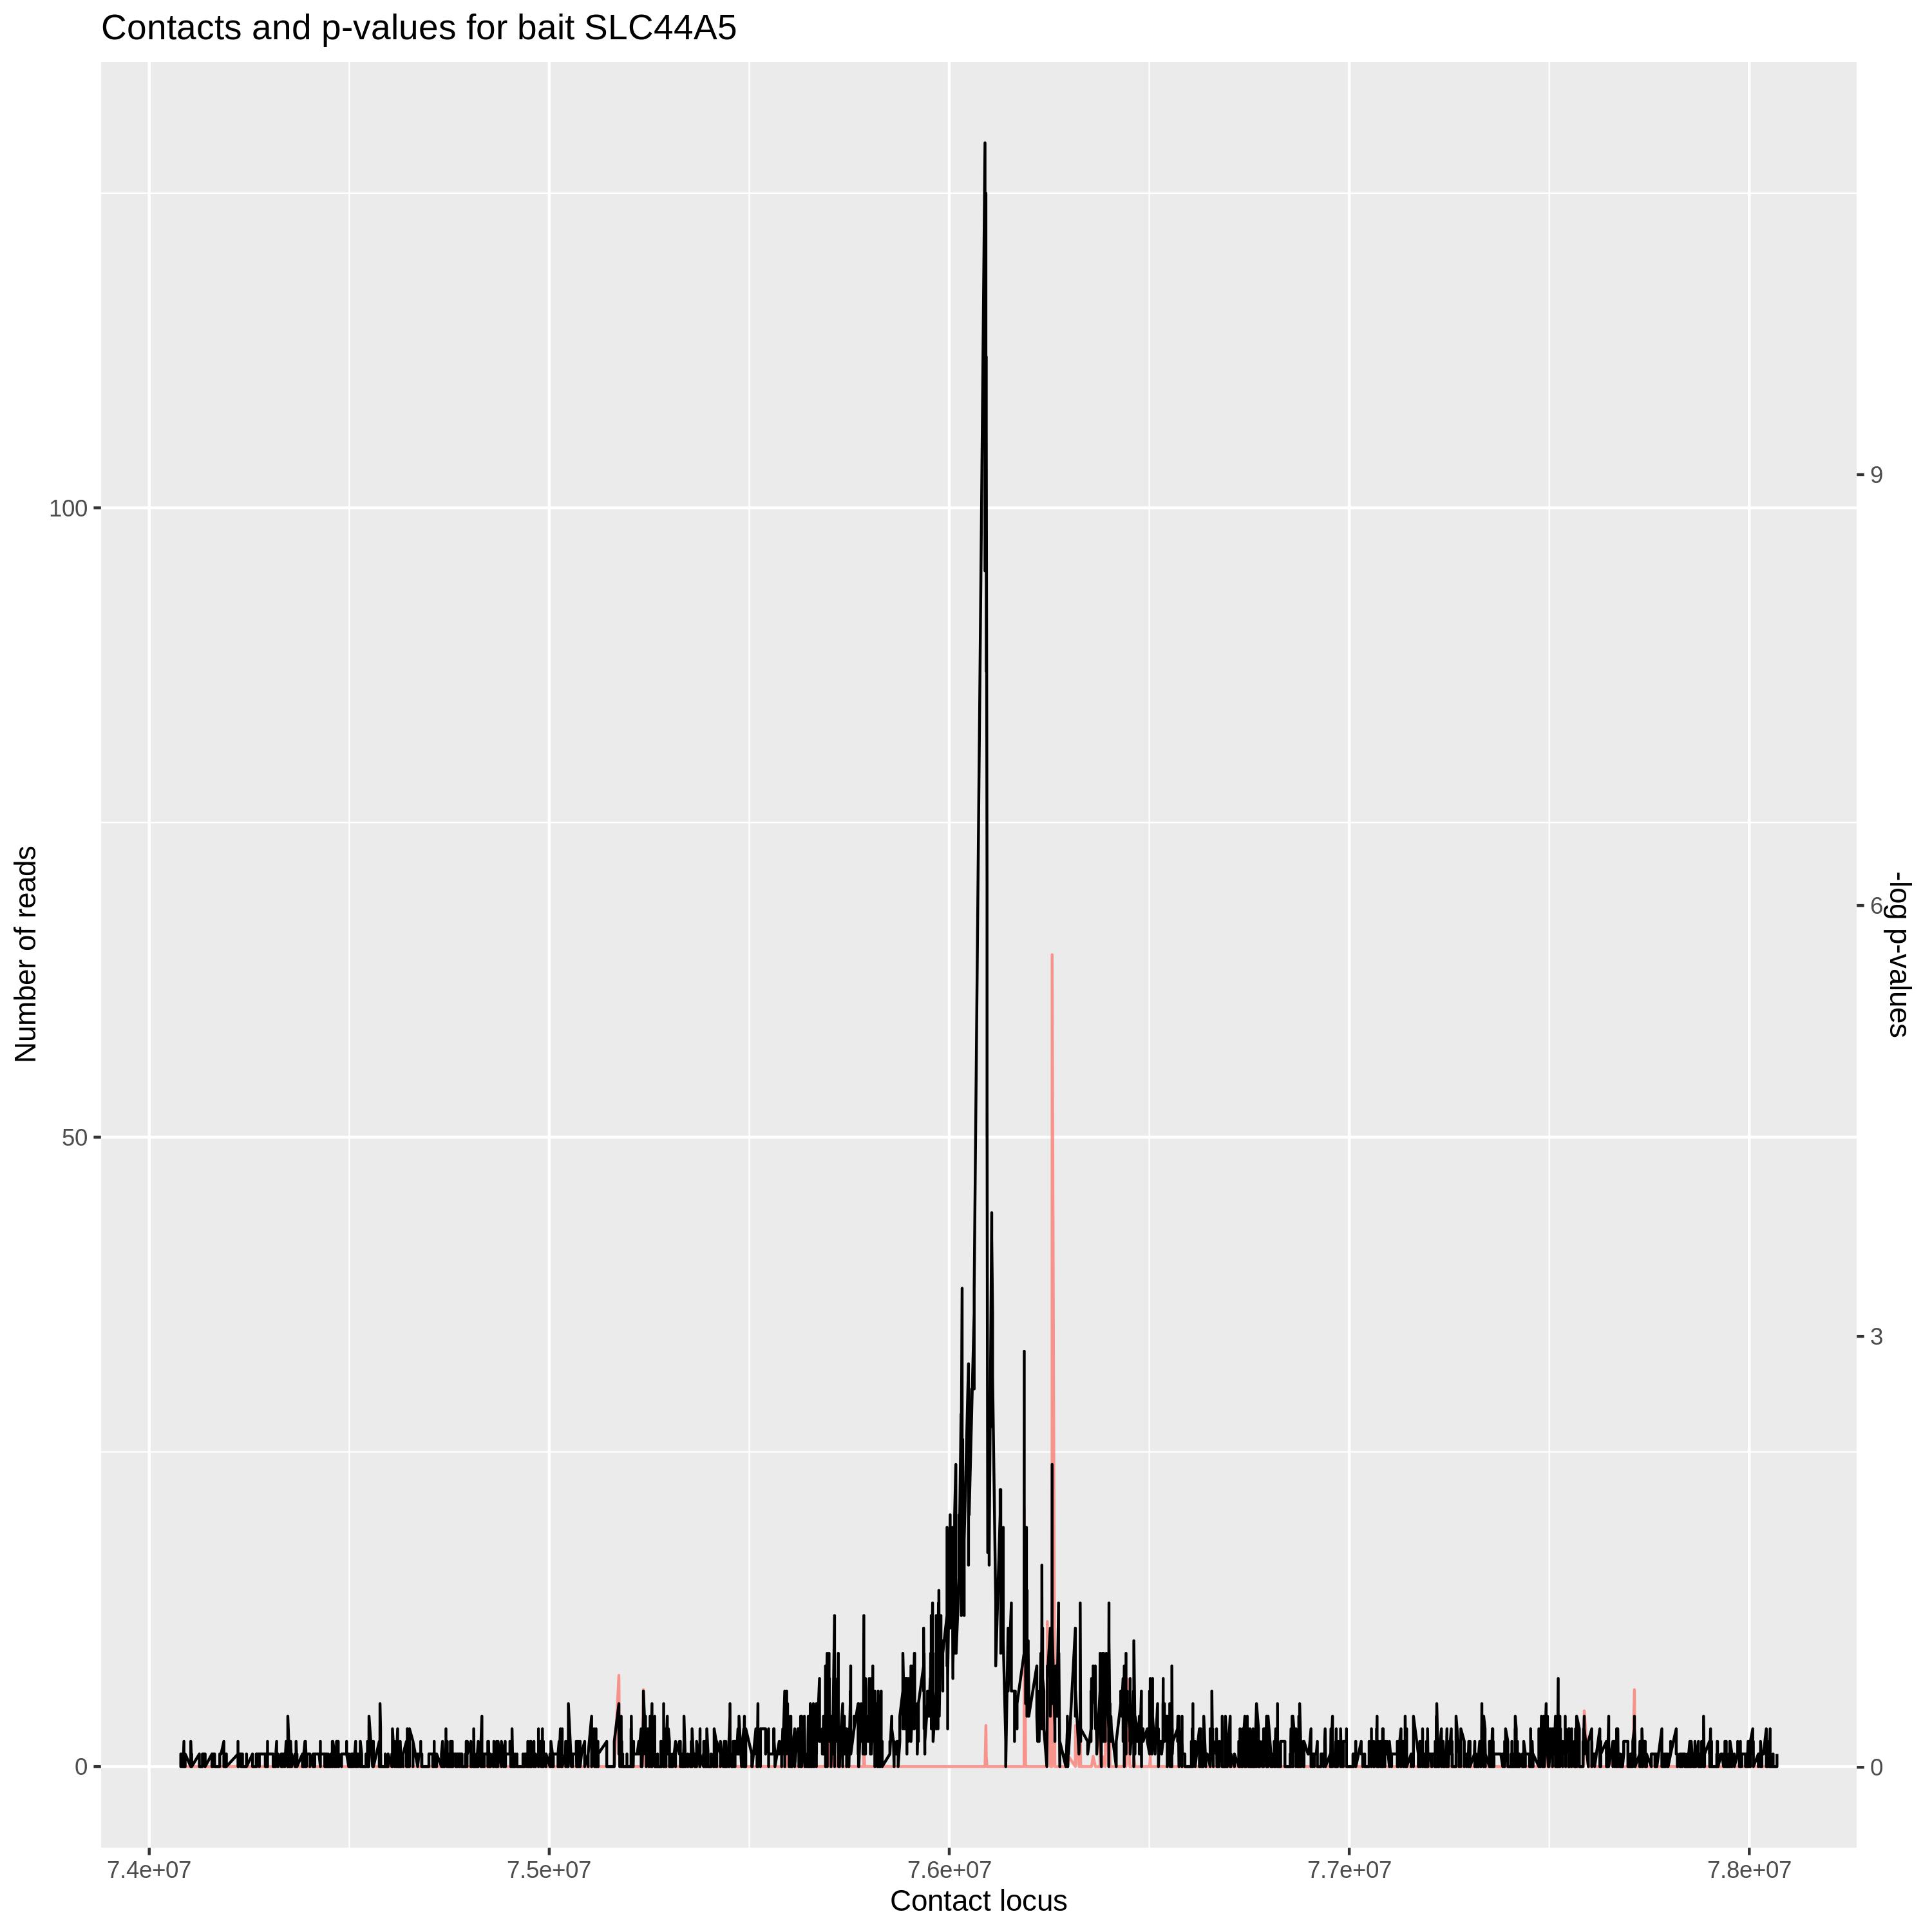 Contacts and p-values for bait SLC44A5
Number of reads
100
50
0
9
6
3
0
-log p-values
7.4e+07
7.5e+07
7.6e+07
7.7e+07
7.8e+07
Contact locus